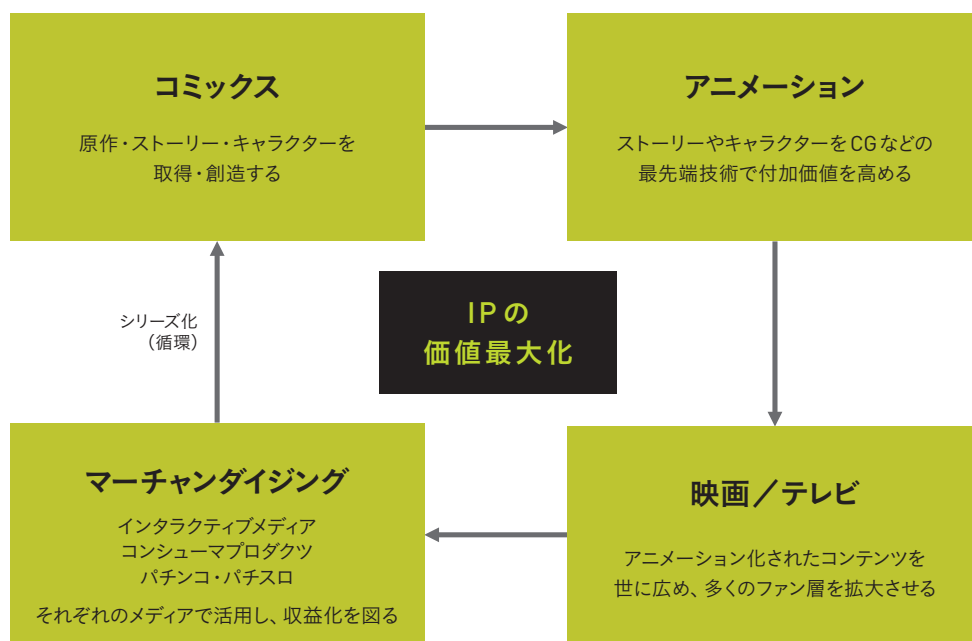 コミックス
原作・ストーリー・キャラクターを
取得・創造する
アニメーション
ストーリーやキャラクターをCGなどの
最先端技術で付加価値を高める
シリーズ化
（循環）
IPの
価値最大化
マーチャンダイジング
インタラクティブメディア
コンシューマプロダクツ
パチンコ・パチスロ
それぞれのメディアで活用し、収益化を図る
映画／テレビ
アニメーション化されたコンテンツを
世に広め、多くのファン層を拡大させる